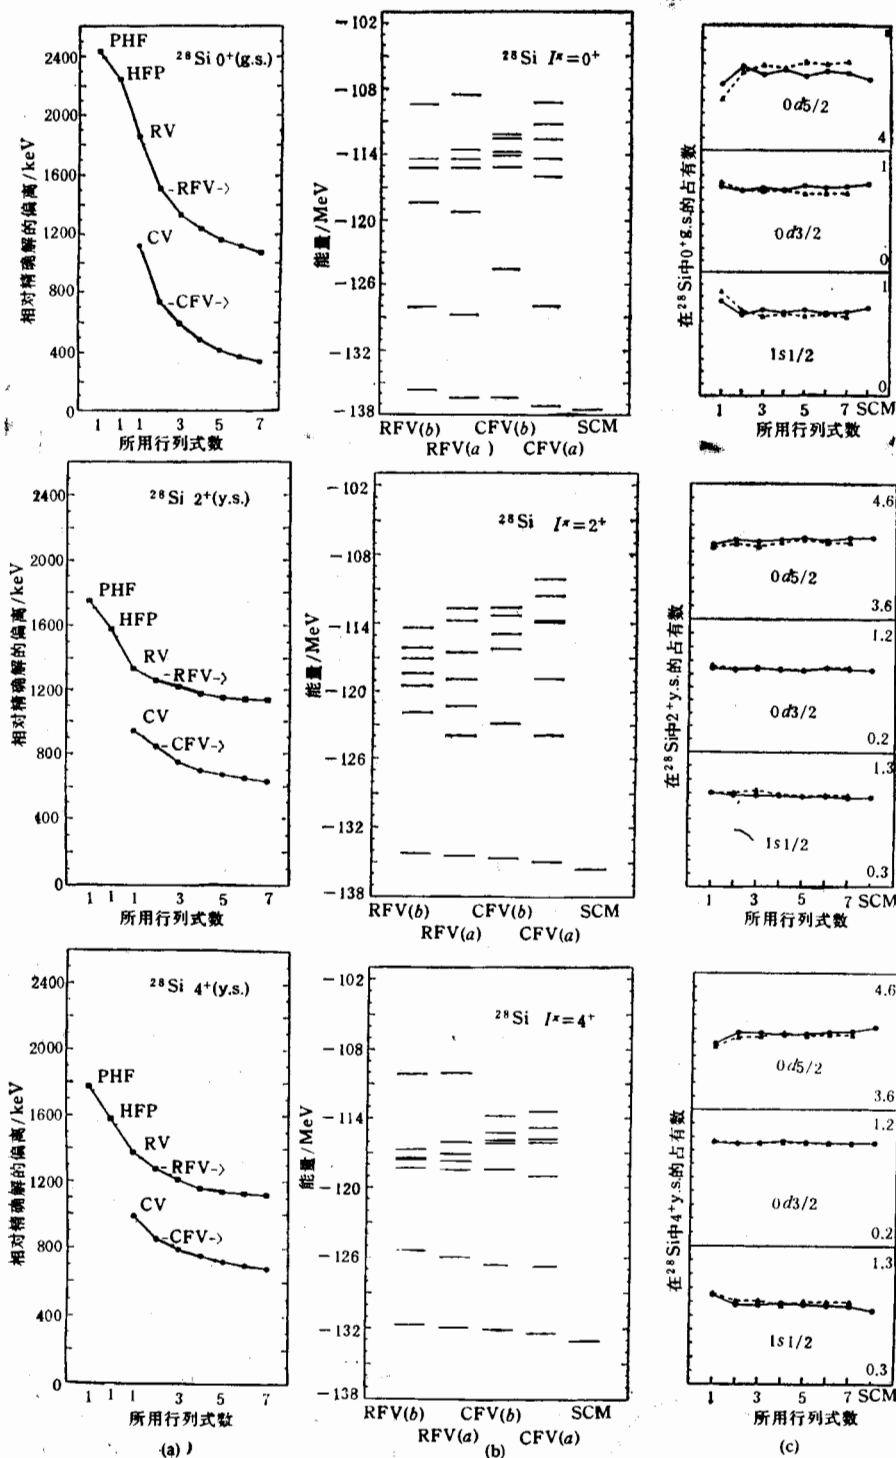 相对精确解的偏离/keV
2400
2000
1600
1200
800
400
0
PHF
HFP
²⁸Si 0⁺(g.s.)
RV
-RFV->
CV
-CFV->
1 1 1 3 5 7
所用行列式数
能量/MeV
−102
−108
−114
−120
−126
−132
−138
²⁸Si Iᵖ=0⁺
RFV(b) CFV(b) SCM
RFV(a) CFV(a)
在²⁸Si中0⁺g.s.的占有数
0d5/2
4
1
0d3/2
0
1
1s1/2
0
1 3 5 7 SCM
所用行列式数
相对精确解的偏离/keV
2400
2000
1600
1200
800
400
0
²⁸Si 2⁺(y.s.)
PHF
HFP
RV
-RFV->
CV
-CFV->
1 1 1 3 5 7
所用行列式数
能量/MeV
−102
−108
−114
−120
−126
−132
−138
²⁸Si Iᵖ=2⁺
RFV(b) CFV(b) SCM
RFV(a) CFV(a)
在²⁸Si中2⁺y.s.的占有数
4.6
0d5/2
3.6
1.2
0d3/2
0.2
1.3
1s1/2
0.3
1 3 5 7 SCM
所用行列式数
相对精确解的偏离/keV
2400
2000
1600
1200
800
400
0
²⁸Si 4⁺(y.s.)
PHF
HFP
RV
-RFV->
CV
-CFV->
1 1 1 3 5 7
所用行列式数
(a)
能量/MeV
−102
−108
−114
−120
−126
−132
−138
²⁸Si Iᵖ=4⁺
RFV(b) CFV(b) SCM
RFV(a) CFV(a)
(b)
在²⁸Si中4⁺y.s.的占有数
4.6
0d5/2
3.6
1.2
0d3/2
0.2
1.3
1s1/2
0.3
1 3 5 7 SCM
所用行列式数
(c)